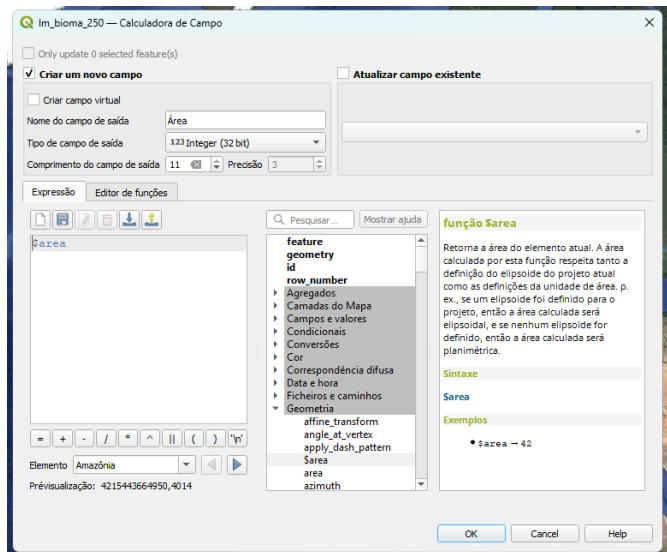 lm_bioma_250 — Calculadora de Campo
Only update 0 selected feature(s)
Criar um novo campo
Atualizar campo existente
Criar campo virtual
Nome do campo de saída Área
Tipo de campo de saída 123 Integer (32 bit)
Comprimento do campo de saída 11 Precisão 3
Expressão Editor de funções
$area
= + - / * ^ || ( ) '\n'
Elemento Amazônia
Prévisualização: 4215443664950,4014
Pesquisar... Mostrar ajuda
feature
geometry
id
row_number
Agregados
Camadas do Mapa
Campos e valores
Condicionais
Conversões
Cor
Correspondência difusa
Data e hora
Ficheiros e caminhos
Geometria
affine_transform
angle_at_vertex
apply_dash_pattern
$area
area
azimuth
função $area
Retorna a área do elemento atual. A área
calculada por esta função respeita tanto a
definição do elipsoide do projeto atual
como as definições da unidade de área. p.
ex., se um elipsoide foi definido para o
projeto, então a área calculada será
elipsoidal, e se nenhum elipsoide for
definido, então a área calculada será
planimétrica.
Sintaxe
$area
Exemplos
• $area → 42
OK Cancel Help